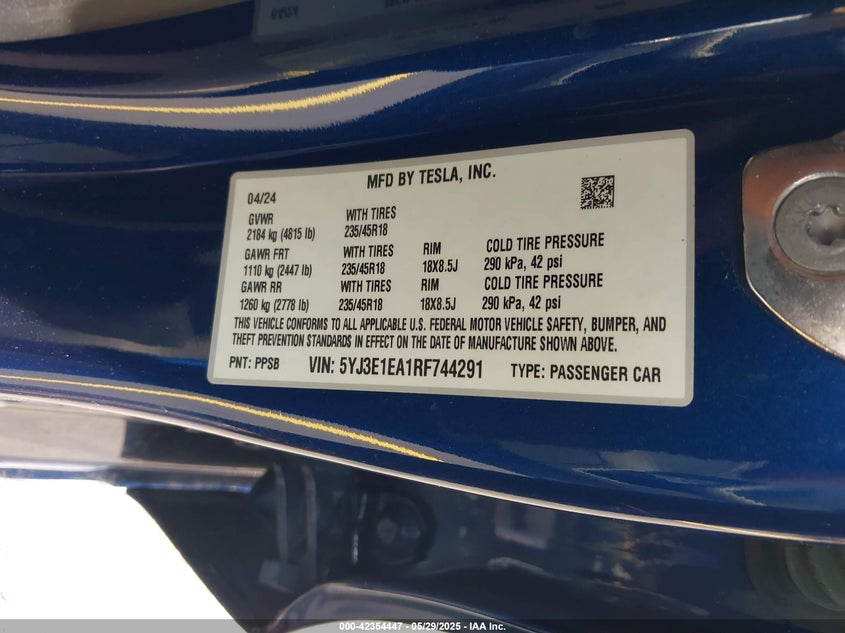 MFD BY TESLA, INC.
04/24
GVWR WITH TIRES
2184 kg (4815 lb) 235/45R18
GAWR FRT WITH TIRES RIM COLD TIRE PRESSURE
1110 kg (2447 lb) 235/45R18 18X8.5J 290 kPa, 42 psi
GAWR RR WITH TIRES RIM COLD TIRE PRESSURE
1260 kg (2778 lb) 235/45R18 18X8.5J 290 kPa, 42 psi
THIS VEHICLE CONFORMS TO ALL APPLICABLE U.S. FEDERAL MOTOR VEHICLE SAFETY, BUMPER, AND
THEFT PREVENTION STANDARDS IN EFFECT ON THE DATE OF MANUFACTURE SHOWN ABOVE.
PNT: PPSB VIN: 5YJ3E1EA1RF744291 TYPE: PASSENGER CAR
000-42354447 - 05/29/2025 - IAA Inc.